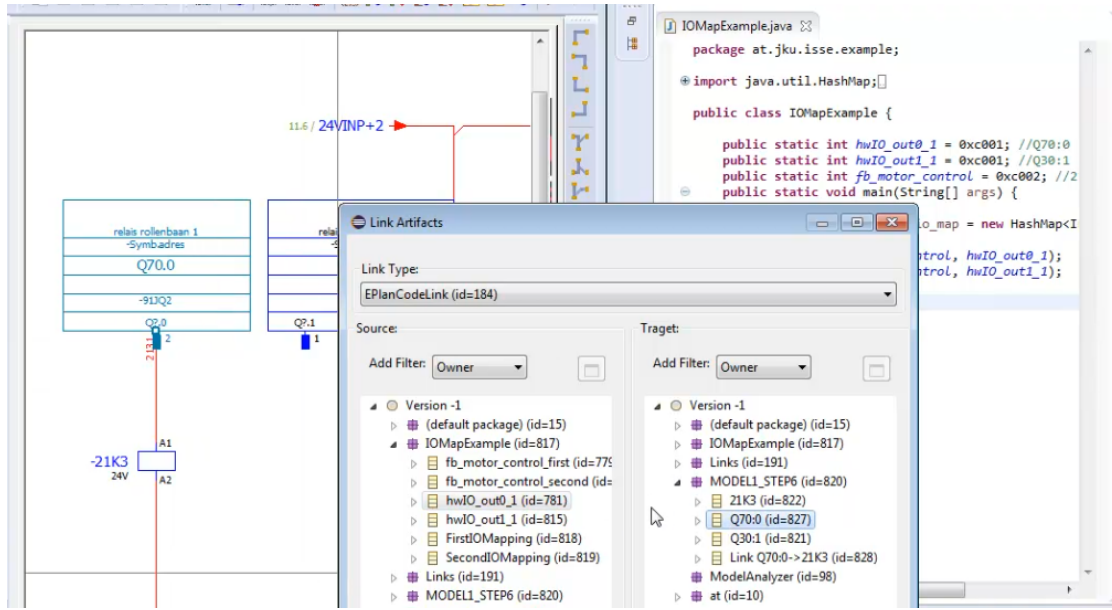 IOMapExample.java
package at.jku.isse.example;
import java.util.HashMap;
public class IOMapExample {
public static int hwIO_out0_1 = 0xc001; //Q70:0
public static int hwIO_out1_1 = 0xc001; //Q30:1
public static int fb_motor_control = 0xc002; //2
public static void main(String[] args) {
io_map = new HashMap<I
trol, hwIO_out0_1);
trol, hwIO_out1_1);
11.6 / 24VINP+2
relais rollenbaan 1
-Symb.adres
Q70.0
-91JQ2
Q?.0
2
21 3.1
relai
Q?.1
1
-21K3
24V
A1
A2
Link Artifacts
Link Type:
EPlanCodeLink (id=184)
Source:
Add Filter: Owner
Version -1
(default package) (id=15)
IOMapExample (id=817)
fb_motor_control_first (id=779
fb_motor_control_second (id=
hwIO_out0_1 (id=781)
hwIO_out1_1 (id=815)
FirstIOMapping (id=818)
SecondIOMapping (id=819)
Links (id=191)
MODEL1_STEP6 (id=820)
Traget:
Add Filter: Owner
Version -1
(default package) (id=15)
IOMapExample (id=817)
Links (id=191)
MODEL1_STEP6 (id=820)
21K3 (id=822)
Q70:0 (id=827)
Q30:1 (id=821)
Link Q70:0->21K3 (id=828)
ModelAnalyzer (id=98)
at (id=10)